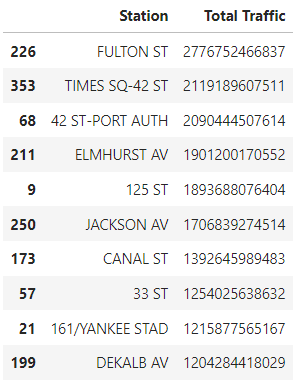 Station Total Traffic
226 FULTON ST 2776752466837
353 TIMES SQ-42 ST 2119189607511
68 42 ST-PORT AUTH 2090444507614
211 ELMHURST AV 1901200170552
9 125 ST 1893688076404
250 JACKSON AV 1706839274514
173 CANAL ST 1392645989483
57 33 ST 1254025638632
21 161/YANKEE STAD 1215877565167
199 DEKALB AV 1204284418029